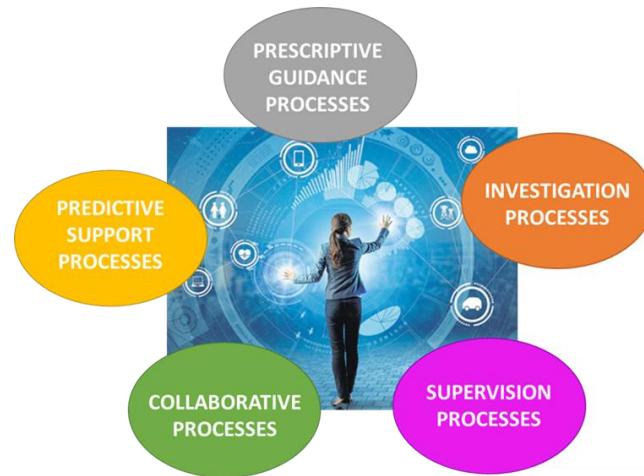 PRESCRIPTIVE
GUIDANCE
PROCESSES
INVESTIGATION
PROCESSES
PREDICTIVE
SUPPORT
PROCESSES
COLLABORATIVE
PROCESSES
SUPERVISION
PROCESSES